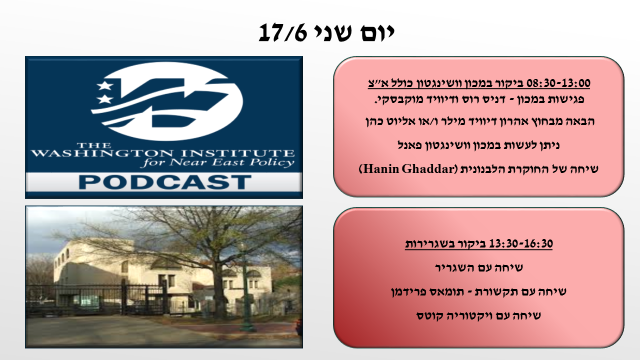 יום שני 17/6
08:30-13:00 ביקור במכון וושינגטון כולל א"צ
פגישות במכון - דניס רוס ודיוויד מוקבסקי.
הבאה מבחוץ אהרון דיוויד מילר ו/או אליוט כהן
ניתן לעשות במכון וושינגטון פאנל
שיחה של החוקרת הלבנונית (Hanin Ghaddar)
THE
WASHINGTON INSTITUTE
for Near East Policy
PODCAST
13:30-16:30 ביקור בשגרירות
שיחה עם השגריר
שיחה עם תקשורת - תומאס פרידמן
שיחה עם ויקטוריה קוטס